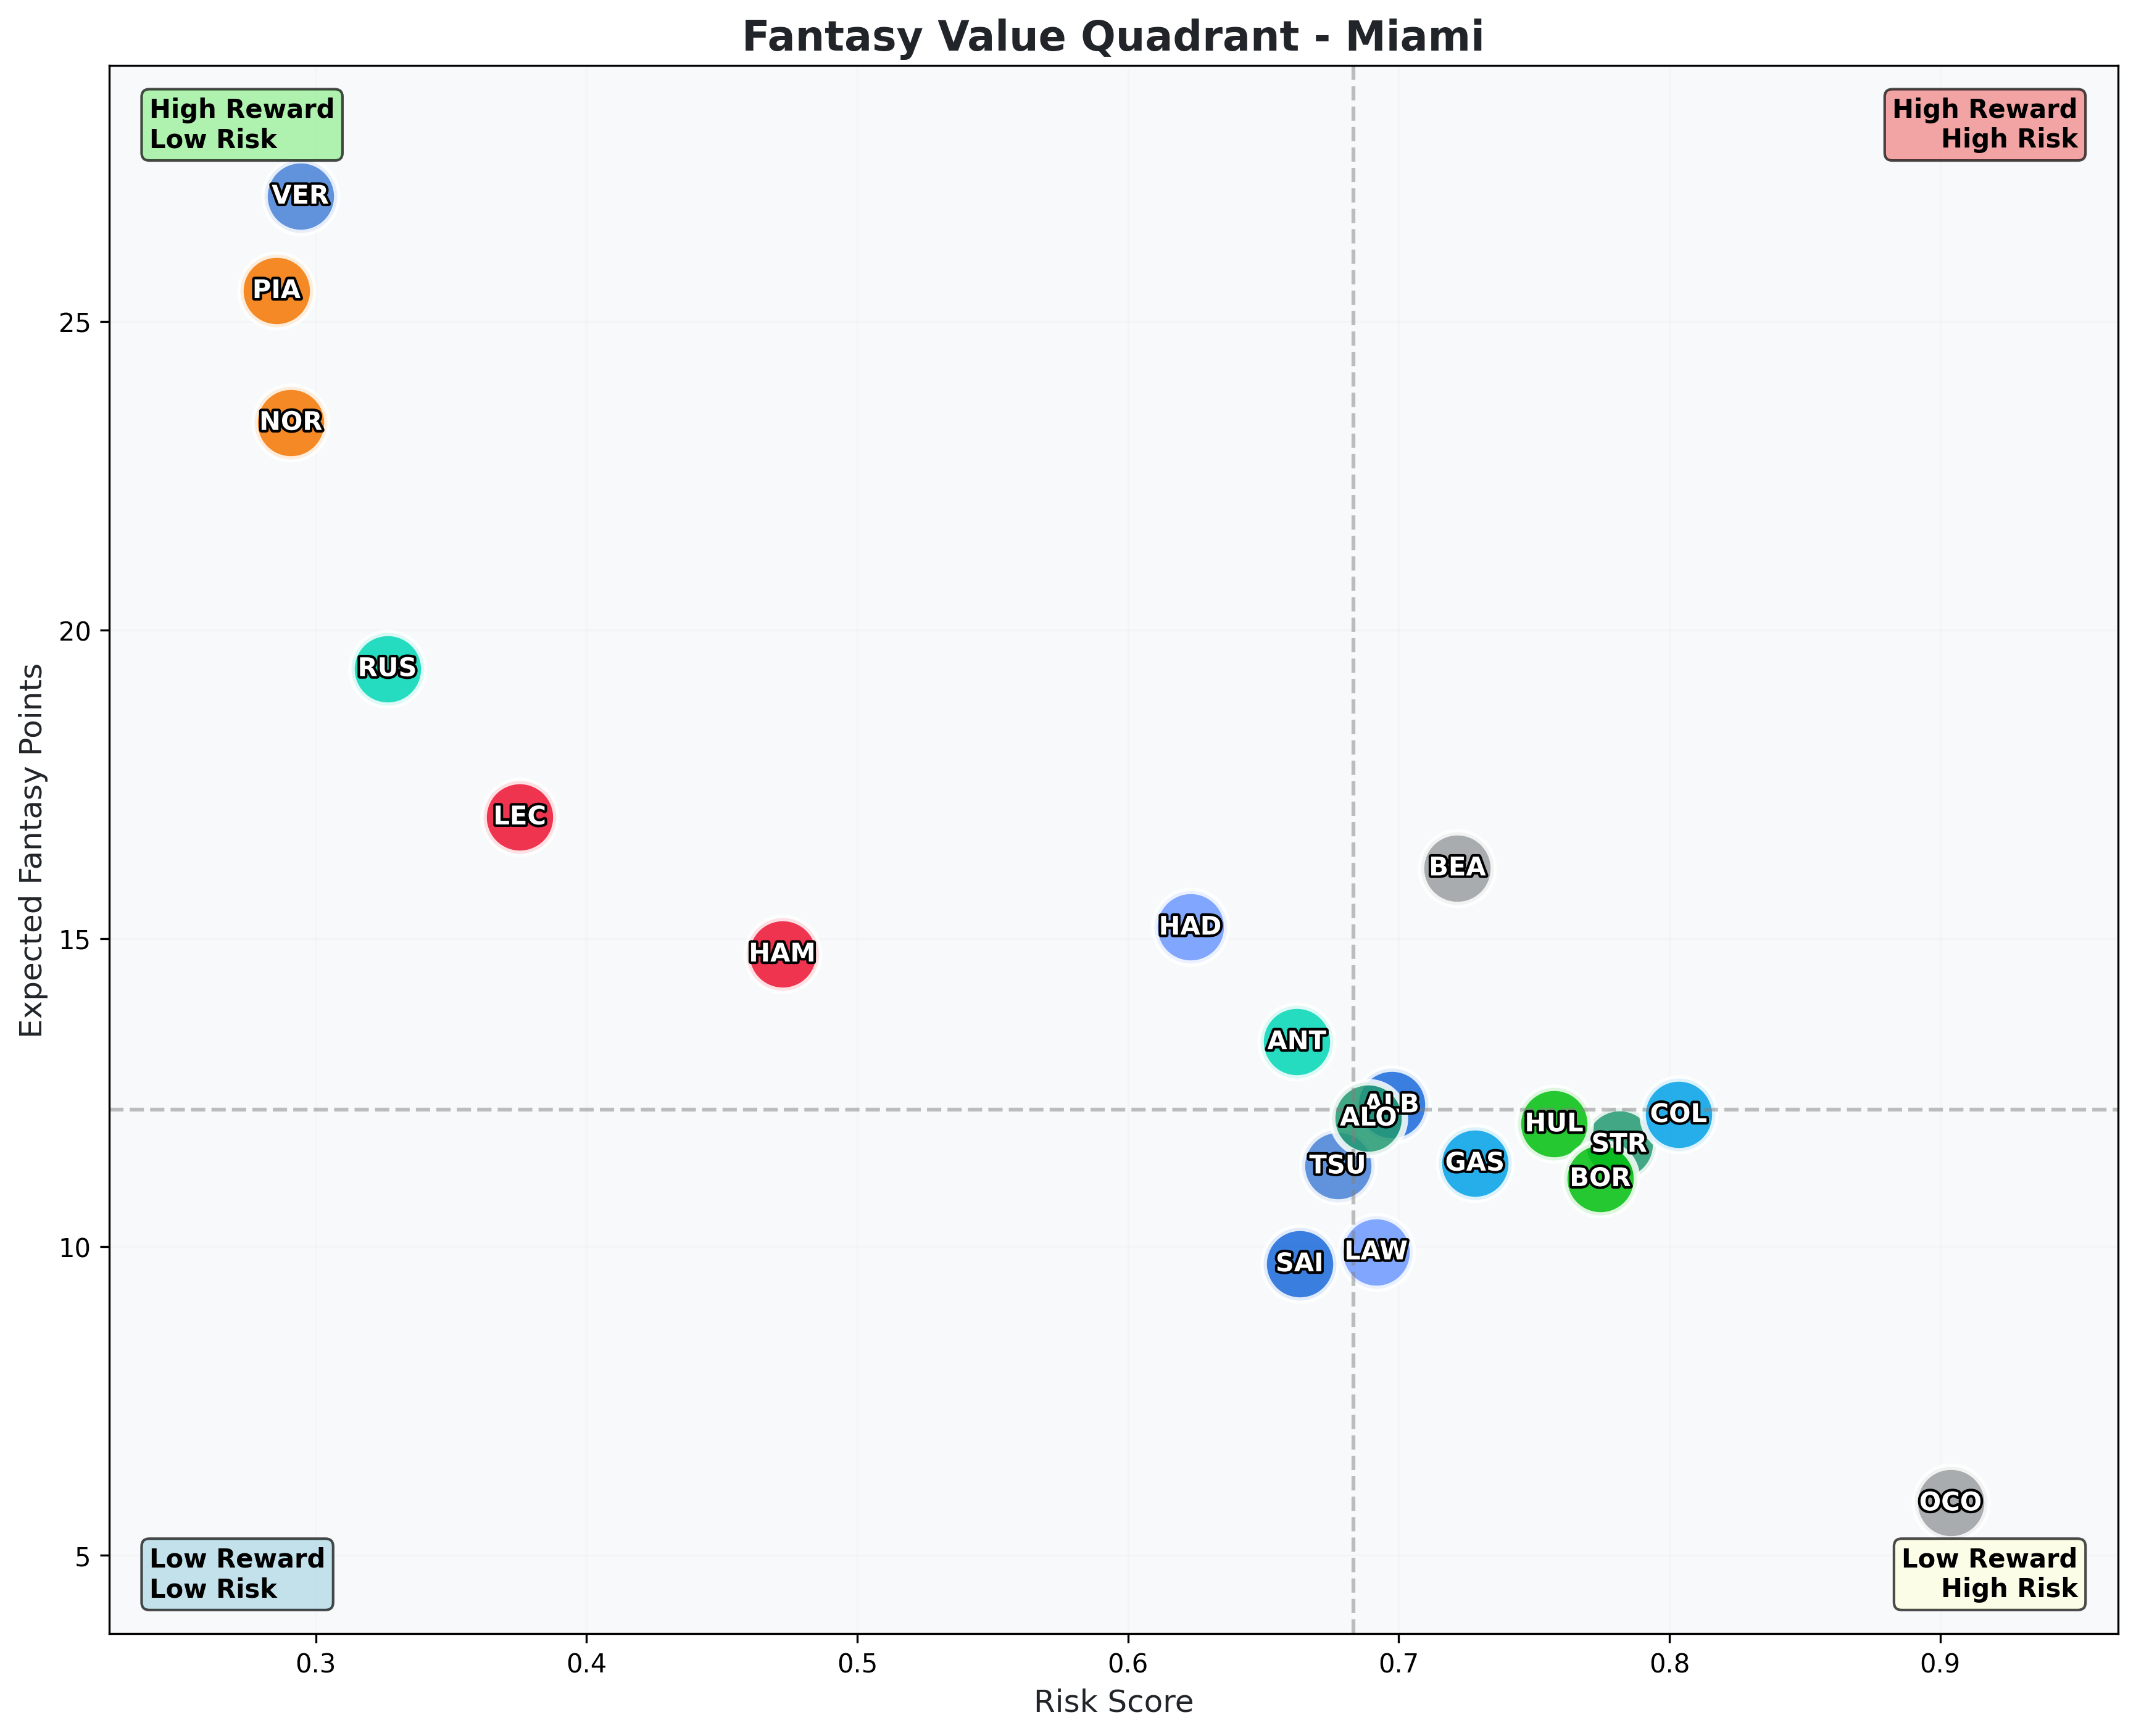 Fantasy Value Quadrant - Miami
High Reward
Low Risk
High Reward
High Risk
VER
PIA
NOR
RUS
LEC
BEA
HAD
HAM
ANT
ALB
ALO
COL
HUL
STR
TSU
GAS
BOR
LAW
SAI
OCO
Low Reward
Low Risk
Low Reward
High Risk
Expected Fantasy Points
25
20
15
10
5
0.3
0.4
0.5
0.6
0.7
0.8
0.9
Risk Score